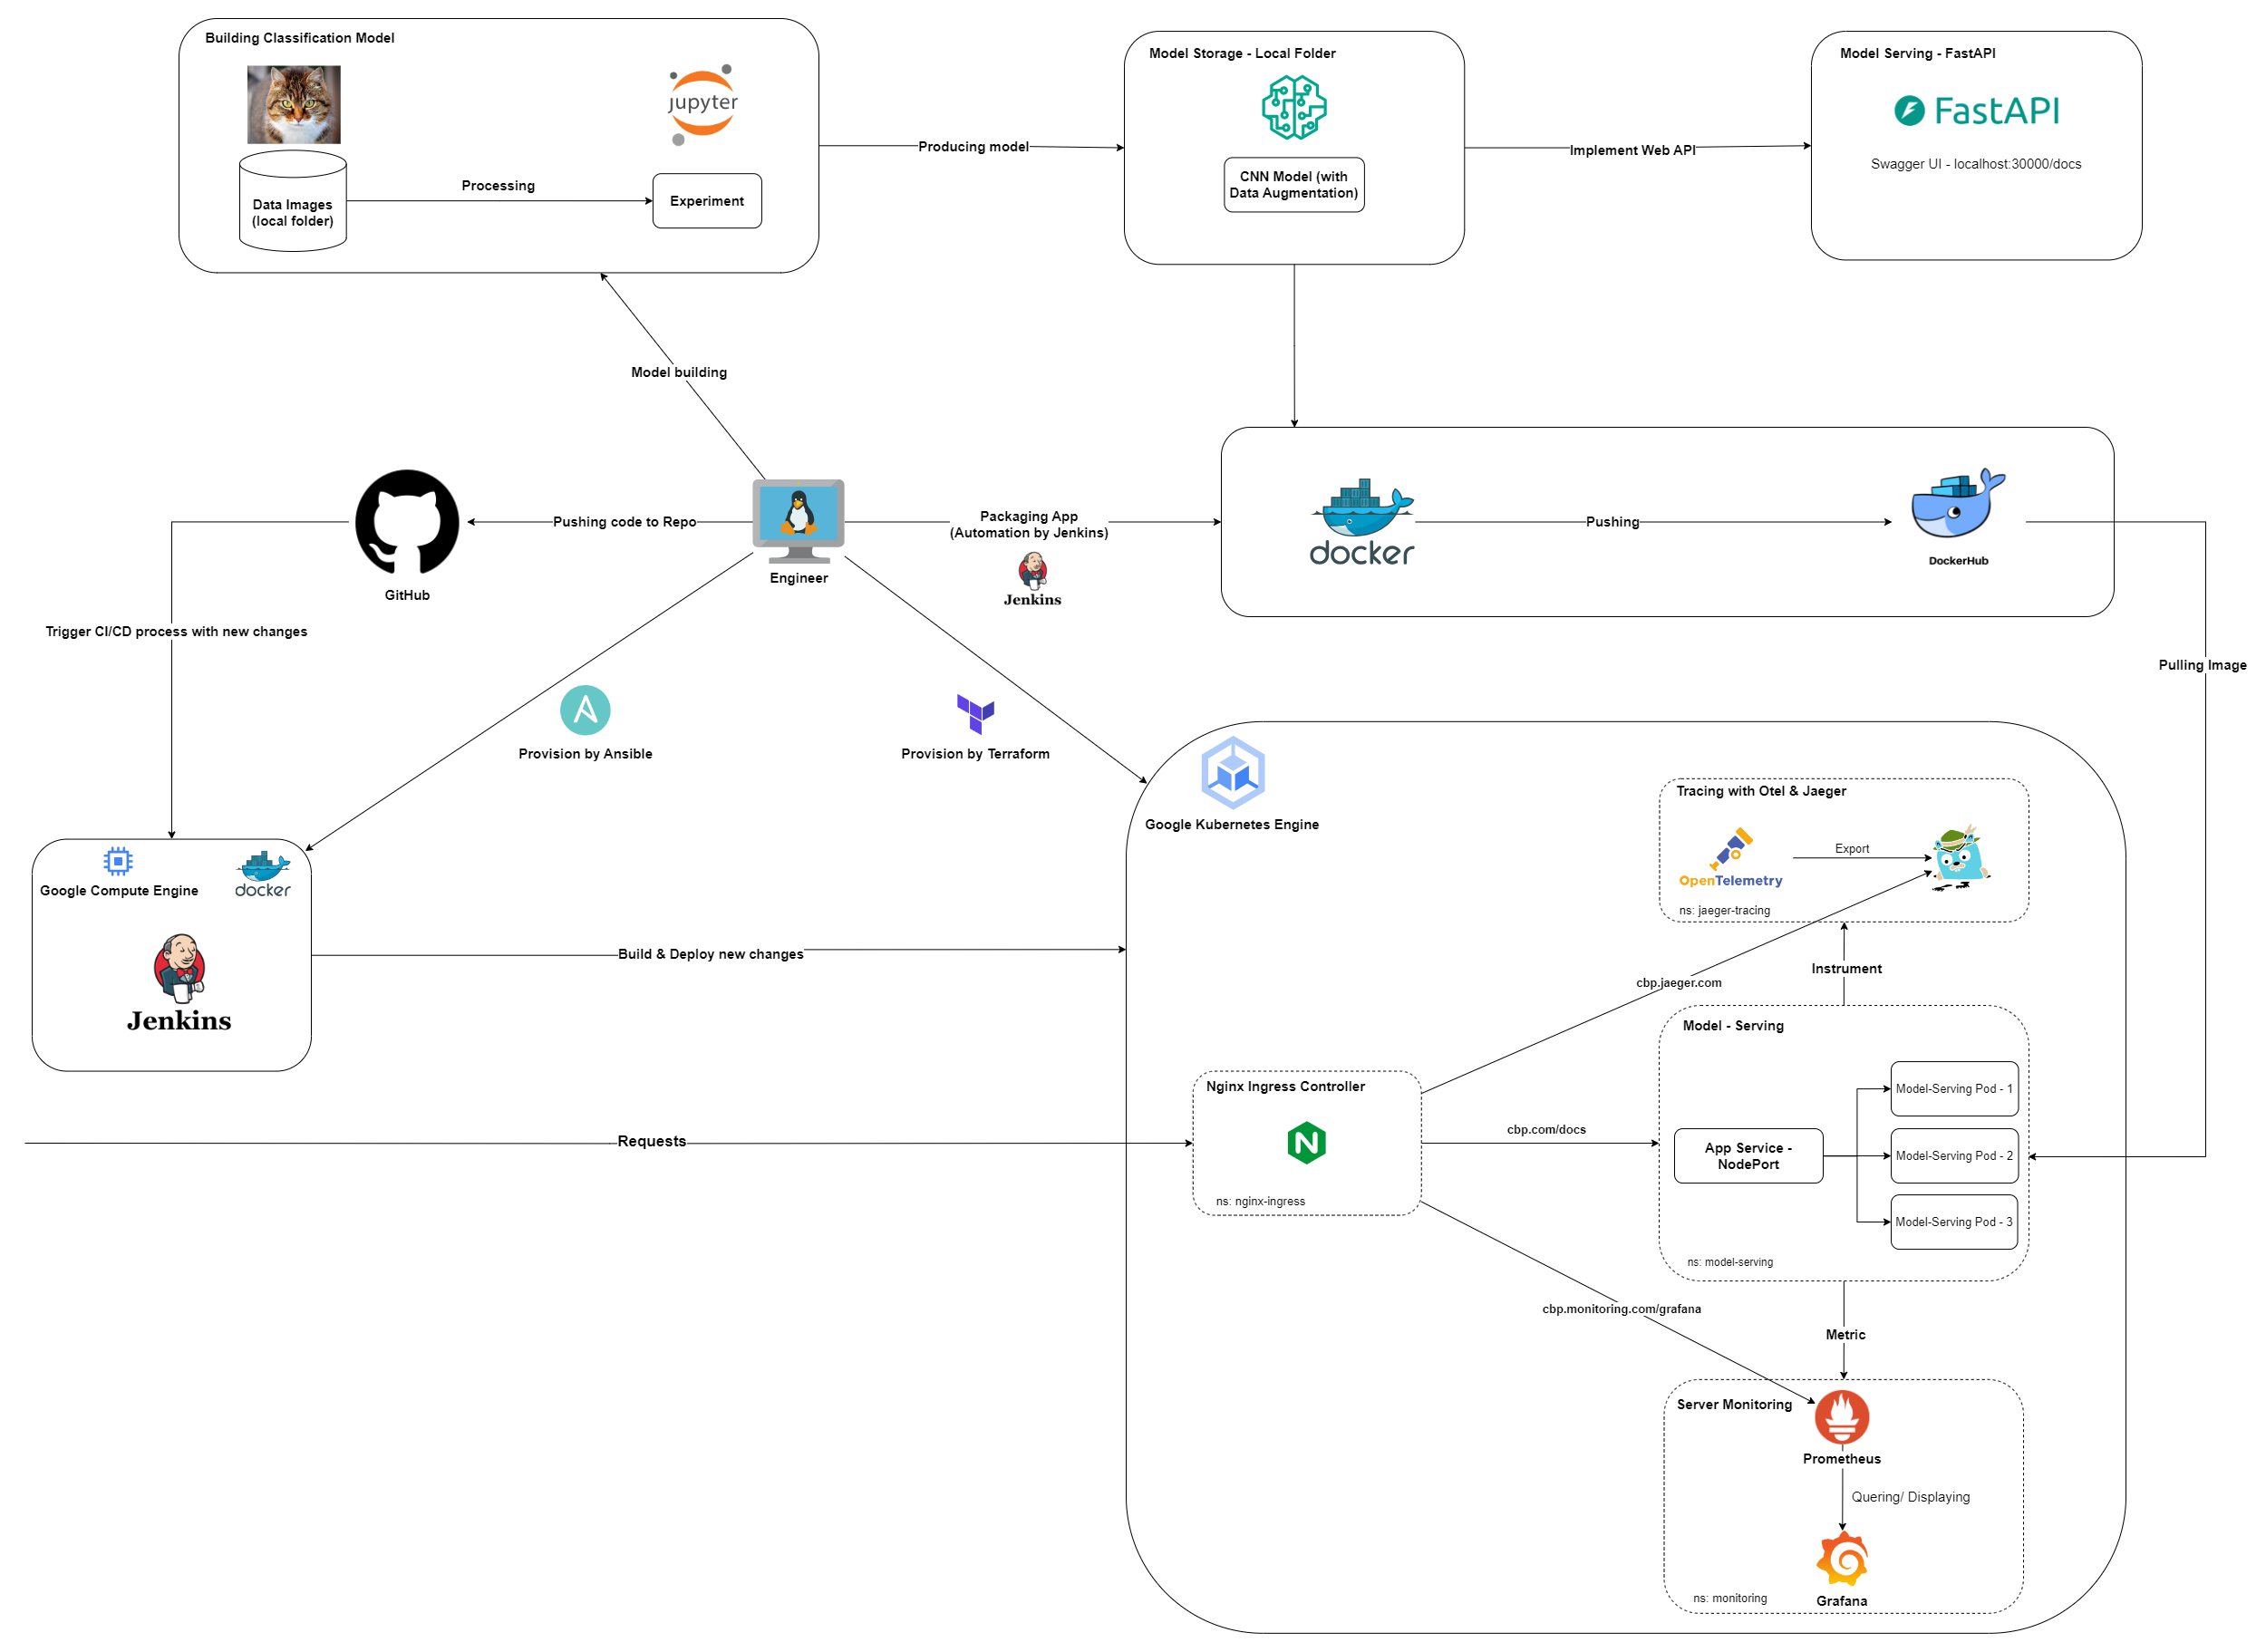 Building Classification Model
jupyter
Data Images
(local folder)
Processing
Experiment
Producing model
Model Storage - Local Folder
CNN Model (with
Data Augmentation)
Implement Web API
Model Serving - FastAPI
FastAPI
Swagger UI - localhost:30000/docs
Model building
GitHub
Pushing code to Repo
Engineer
Packaging App
(Automation by Jenkins)
Jenkins
docker
Pushing
DockerHub
Trigger CI/CD process with new changes
Pulling Image
Provision by Ansible
Provision by Terraform
Google Compute Engine
docker
Jenkins
Build & Deploy new changes
Google Kubernetes Engine
Tracing with Otel & Jaeger
OpenTelemetry
Export
ns: jaeger-tracing
cbp.jaeger.com
Instrument
Model - Serving
Model-Serving Pod - 1
App Service -
NodePort
Model-Serving Pod - 2
Model-Serving Pod - 3
ns: model-serving
Requests
Nginx Ingress Controller
N
ns: nginx-ingress
cbp.com/docs
cbp.monitoring.com/grafana
Metric
Server Monitoring
Prometheus
Quering/ Displaying
Grafana
ns: monitoring